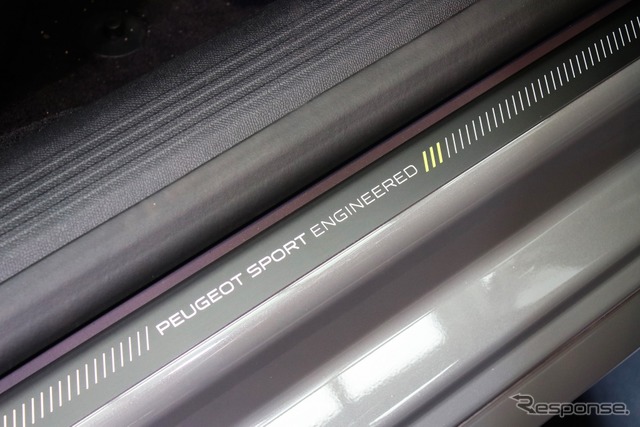 PEUGEOT SPORT ENGINEERED
Response.